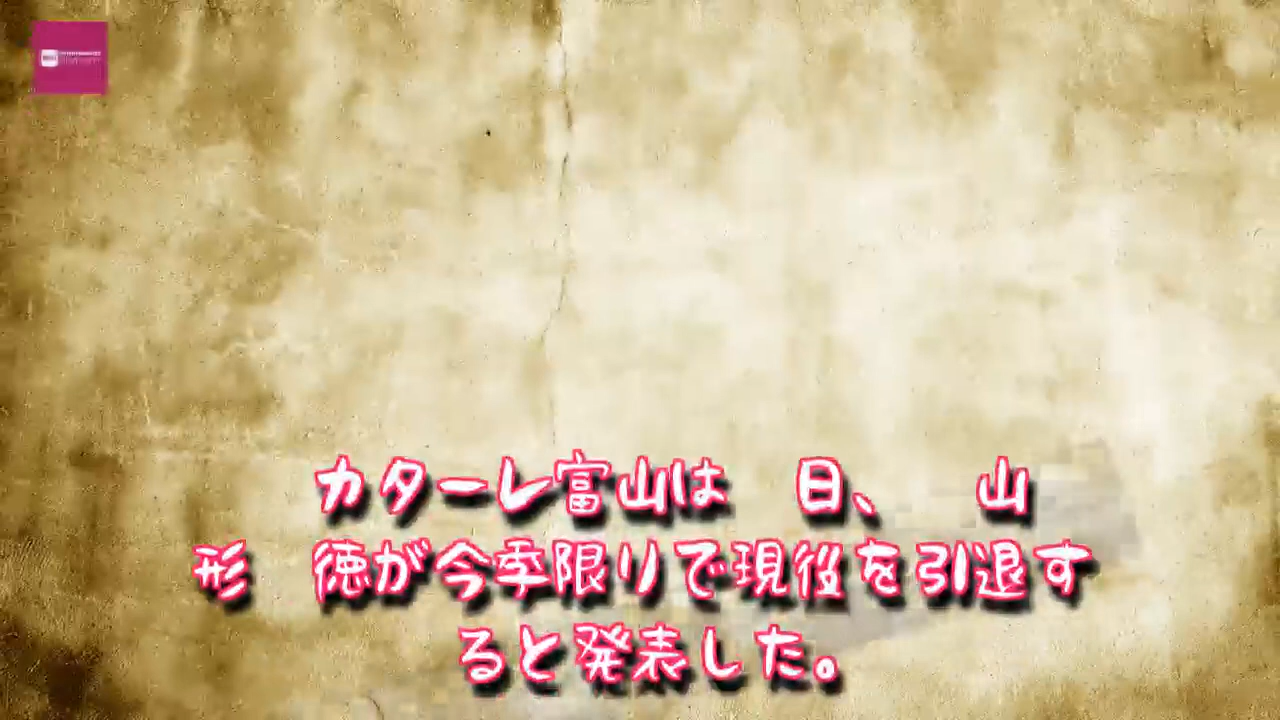 カターレ富山は　日、　　山
形　徳が今季限りで現役を引退す
ると発表した。